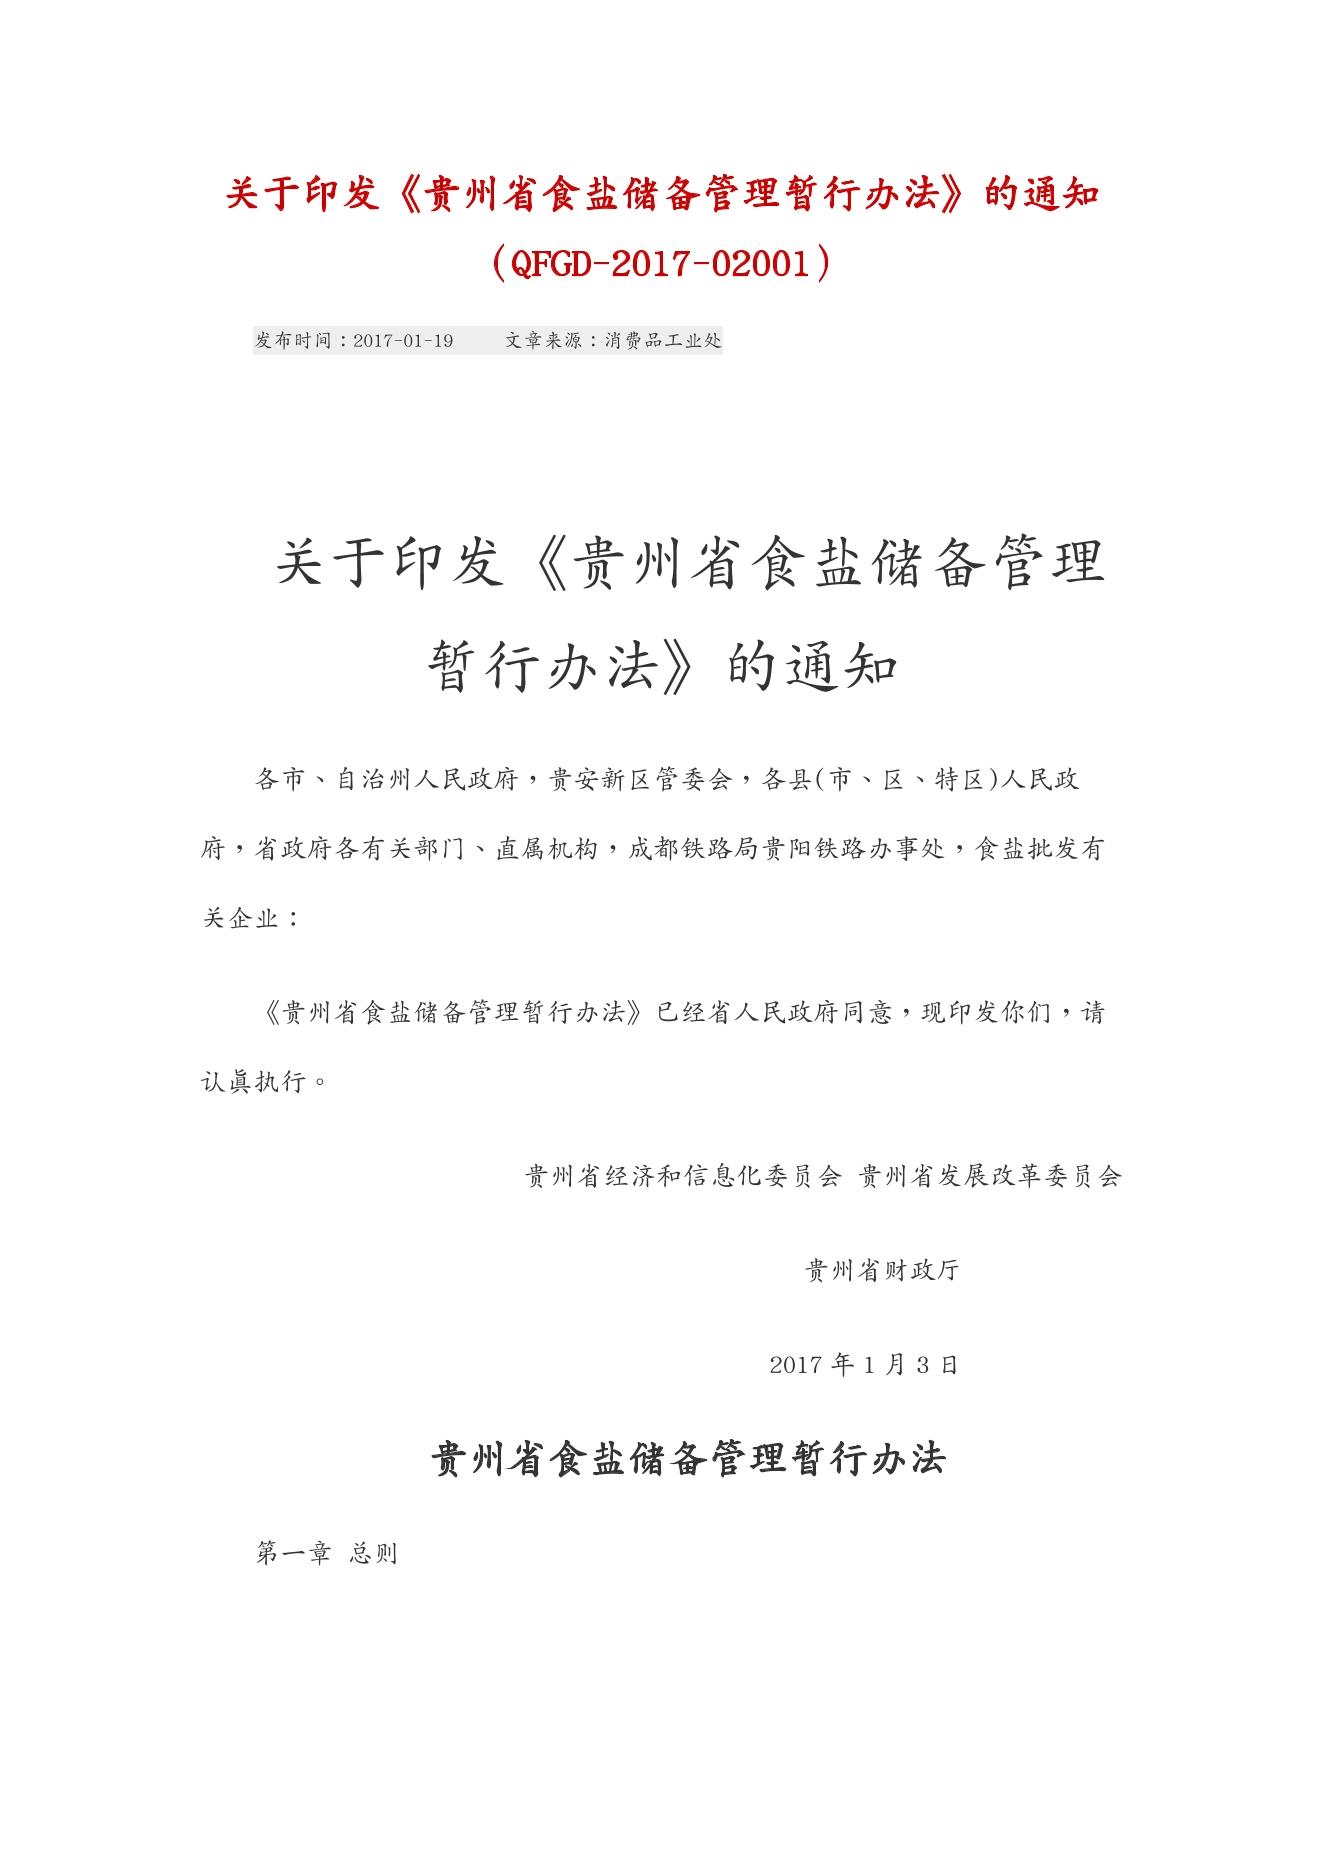 关于印发《贵州省食盐储备管理暂行办法》的通知
（QFGD-2017-02001）
发布时间：2017-01-19 文章来源：消费品工业处
关于印发《贵州省食盐储备管理
暂行办法》的通知
各市、自治州人民政府，贵安新区管委会，各县(市、区、特区)人民政
府，省政府各有关部门、直属机构，成都铁路局贵阳铁路办事处，食盐批发有
关企业：
《贵州省食盐储备管理暂行办法》已经省人民政府同意，现印发你们，请
认真执行。
贵州省经济和信息化委员会 贵州省发展改革委员会
贵州省财政厅
2017 年 1 月 3 日
贵州省食盐储备管理暂行办法
第一章 总则